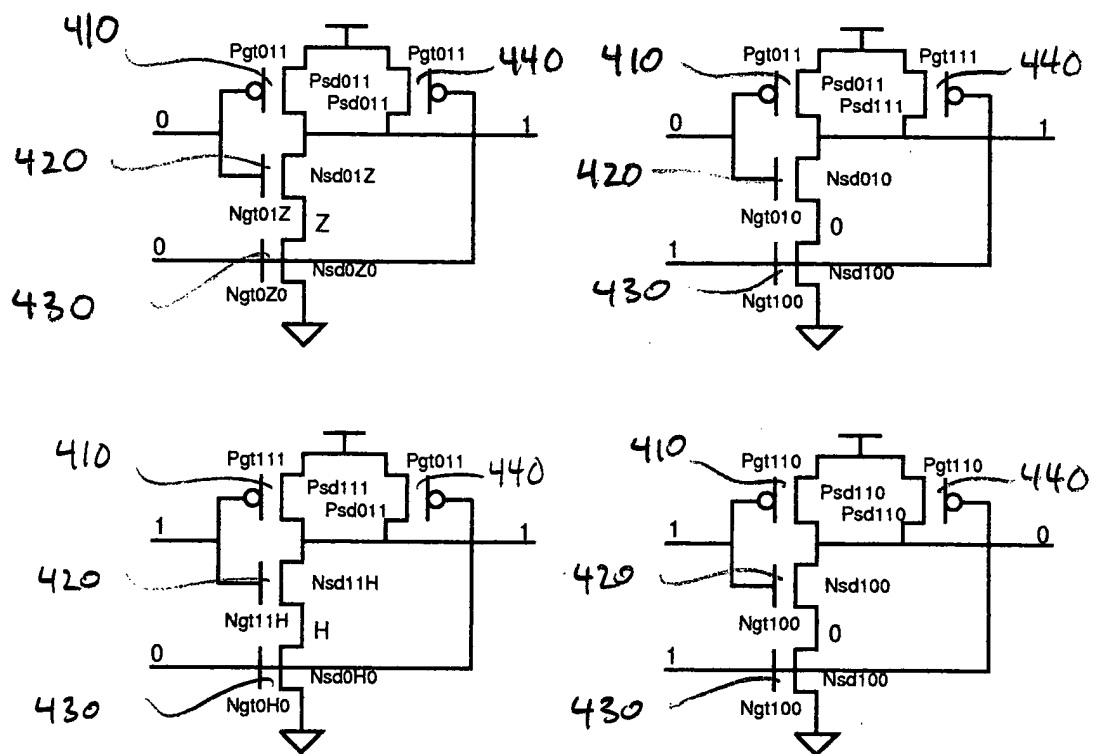 410
Pgt011
Pgt011
440
Psd011
Psd011
0
1
420
Nsd01Z
Ngt01Z
Z
0
Nsd0Z0
430
Ngt0Z0
410
Pgt011
Pgt111
440
Psd011
Psd111
0
1
420
Nsd010
Ngt010
0
1
Nsd100
430
Ngt100
410
Pgt111
Pgt011
440
Psd111
Psd011
1
1
420
Nsd11H
Ngt11H
H
0
Nsd0H0
430
Ngt0H0
410
Pgt110
Pgt110
440
Psd110
Psd110
1
0
420
Nsd100
Ngt100
0
1
Nsd100
430
Ngt100